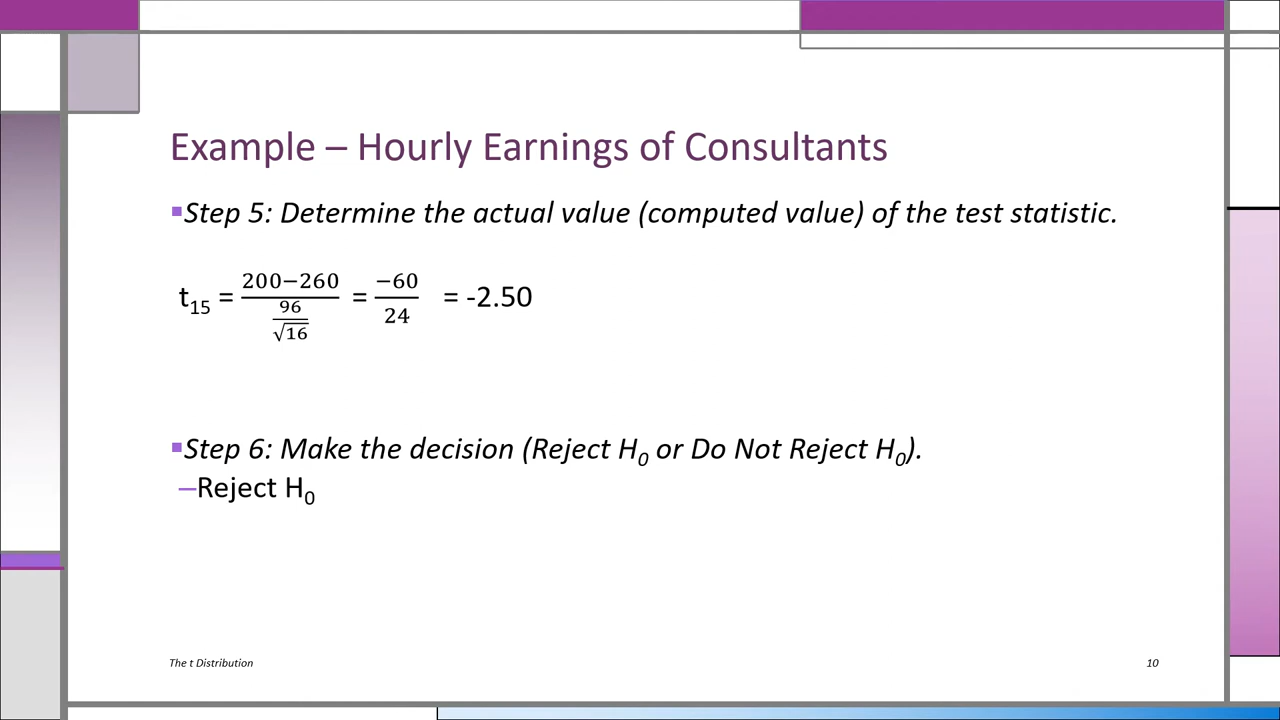 Example – Hourly Earnings of Consultants
▪Step 5: Determine the actual value (computed value) of the test statistic.
t₁₅ = (200−260)/(96/√16) = −60/24 = -2.50
▪Step 6: Make the decision (Reject H₀ or Do Not Reject H₀).
–Reject H₀
The t Distribution
10